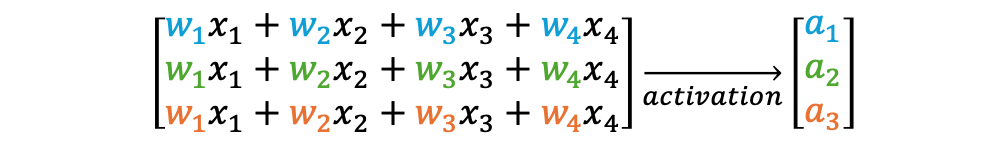 w₁x₁ + w₂x₂ + w₃x₃ + w₄x₄ a₁
w₁x₁ + w₂x₂ + w₃x₃ + w₄x₄ a₂
activation
w₁x₁ + w₂x₂ + w₃x₃ + w₄x₄ a₃